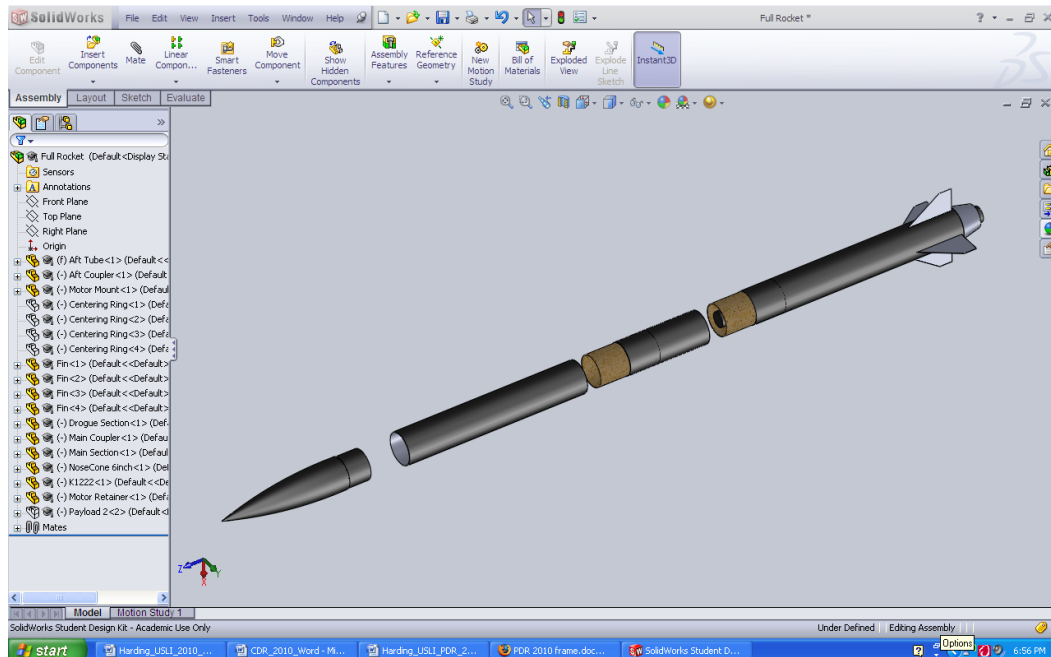 SolidWorks File Edit View Insert Tools Window Help Full Rocket * ?
Edit Component
Insert Components
Mate
Linear Compon...
Smart Fasteners
Move Component
Show Hidden Components
Assembly Features
Reference Geometry
New Motion Study
Bill of Materials
Exploded View
Explode Line Sketch
Instant3D
Assembly Layout Sketch Evaluate
Full Rocket (Default<Display Sta
Sensors
Annotations
Front Plane
Top Plane
Right Plane
Origin
(f) Aft Tube<1> (Default<<
(-) Aft Coupler<1> (Default
(-) Motor Mount<1> (Defaul
(-) Centering Ring<1> (Defa
(-) Centering Ring<2> (Defa
(-) Centering Ring<3> (Defa
(-) Centering Ring<4> (Defa
Fin<1> (Default<<Default>
Fin<2> (Default<<Default>
Fin<3> (Default<<Default>
Fin<4> (Default<<Default>
(-) Drogue Section<1> (Def
(-) Main Coupler<1> (Defau
(-) Main Section<1> (Defaul
(-) NoseCone 6inch<1> (Def
(-) K1222<1> (Default<<De
(-) Motor Retainer<1> (Defa
(-) Payload 2<2> (Default<
Mates
Z Y X
Model Motion Study 1
SolidWorks Student Design Kit - Academic Use Only Under Defined Editing Assembly
Options
start Harding_USLI_2010_... CDR_2010_Word - Mi... Harding_USLI_PDR_2... PDR 2010 frame.doc... SolidWorks Student D... 6:56 PM